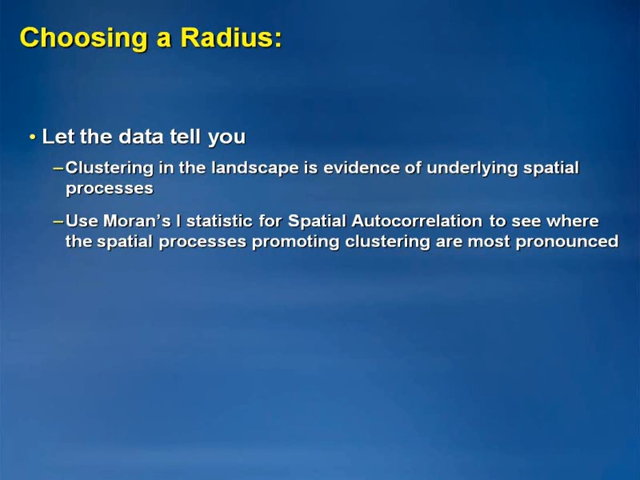 Choosing a Radius:
• Let the data tell you
–Clustering in the landscape is evidence of underlying spatial
processes
–Use Moran’s I statistic for Spatial Autocorrelation to see where
the spatial processes promoting clustering are most pronounced